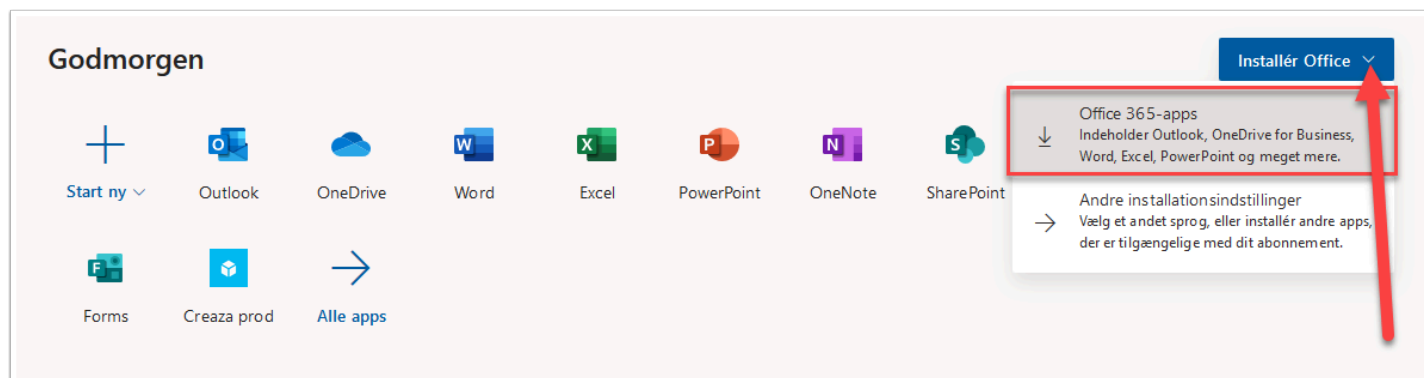 Godmorgen
Installér Office
Office 365-apps
Indeholder Outlook, OneDrive for Business,
Word, Excel, PowerPoint og meget mere.
Andre installationsindstillinger
Vælg et andet sprog, eller installér andre apps,
der er tilgængelige med dit abonnement.
Start ny
Outlook
OneDrive
Word
Excel
PowerPoint
OneNote
SharePoint
Forms
Creaza prod
Alle apps